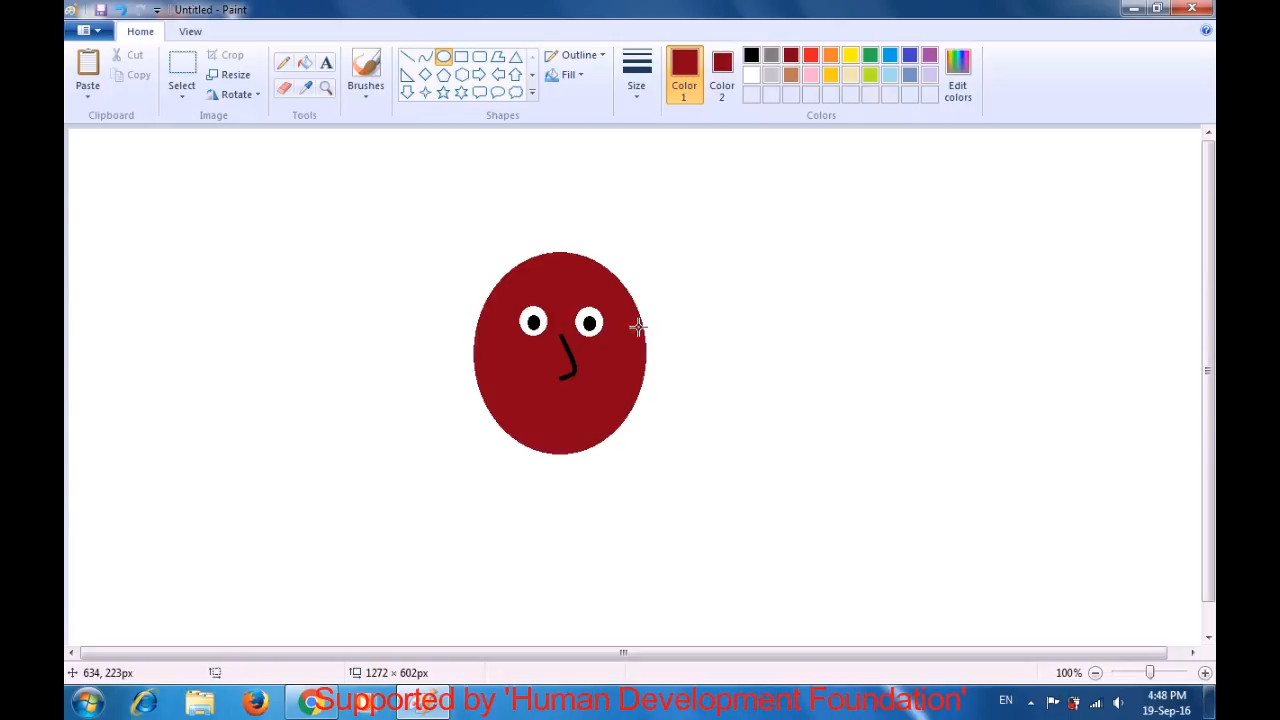 Untitled - Paint
Home View
Paste
Cut
Copy
Clipboard
Select
Crop
Resize
Rotate
Image
A
Tools
Brushes
Shapes
Outline
Fill
Size
Color 1
Color 2
Edit colors
Colors
634, 223px
1272 × 602px
100%
Supported by 'Human Development Foundation'
EN
4:48 PM
19-Sep-16